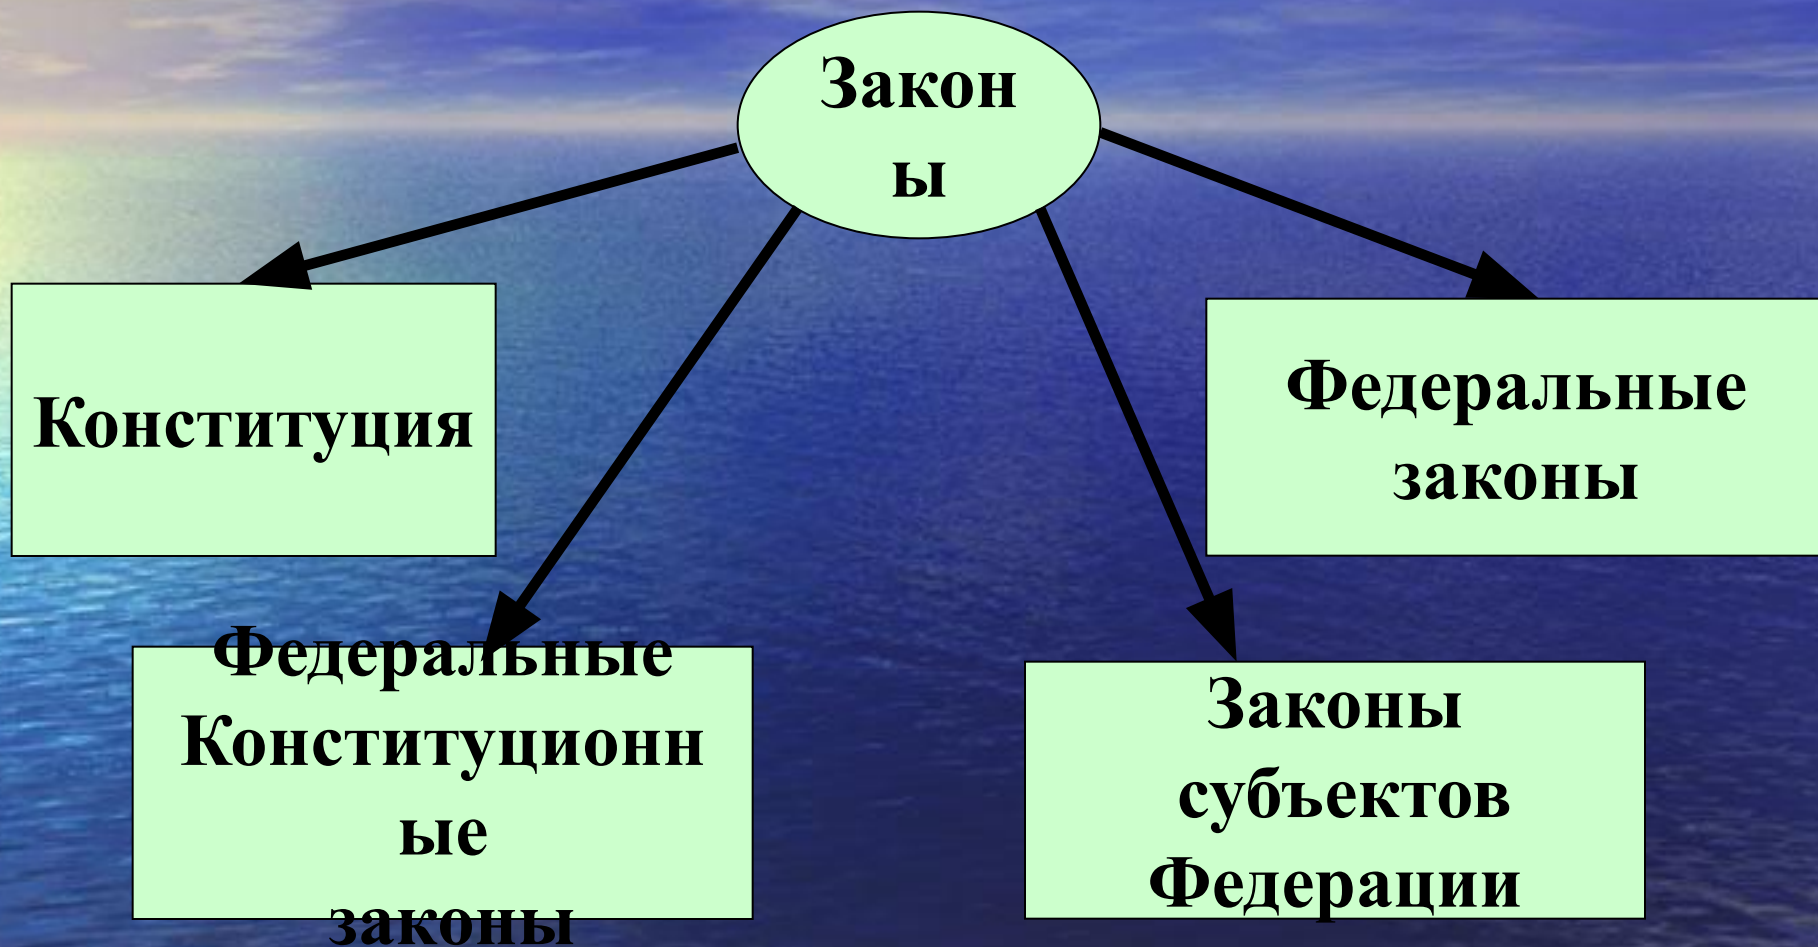 Закон
ы
Конституция
Федеральные
законы
Федеральные
Конституционн
ые
законы
Законы
субъектов
Федерации